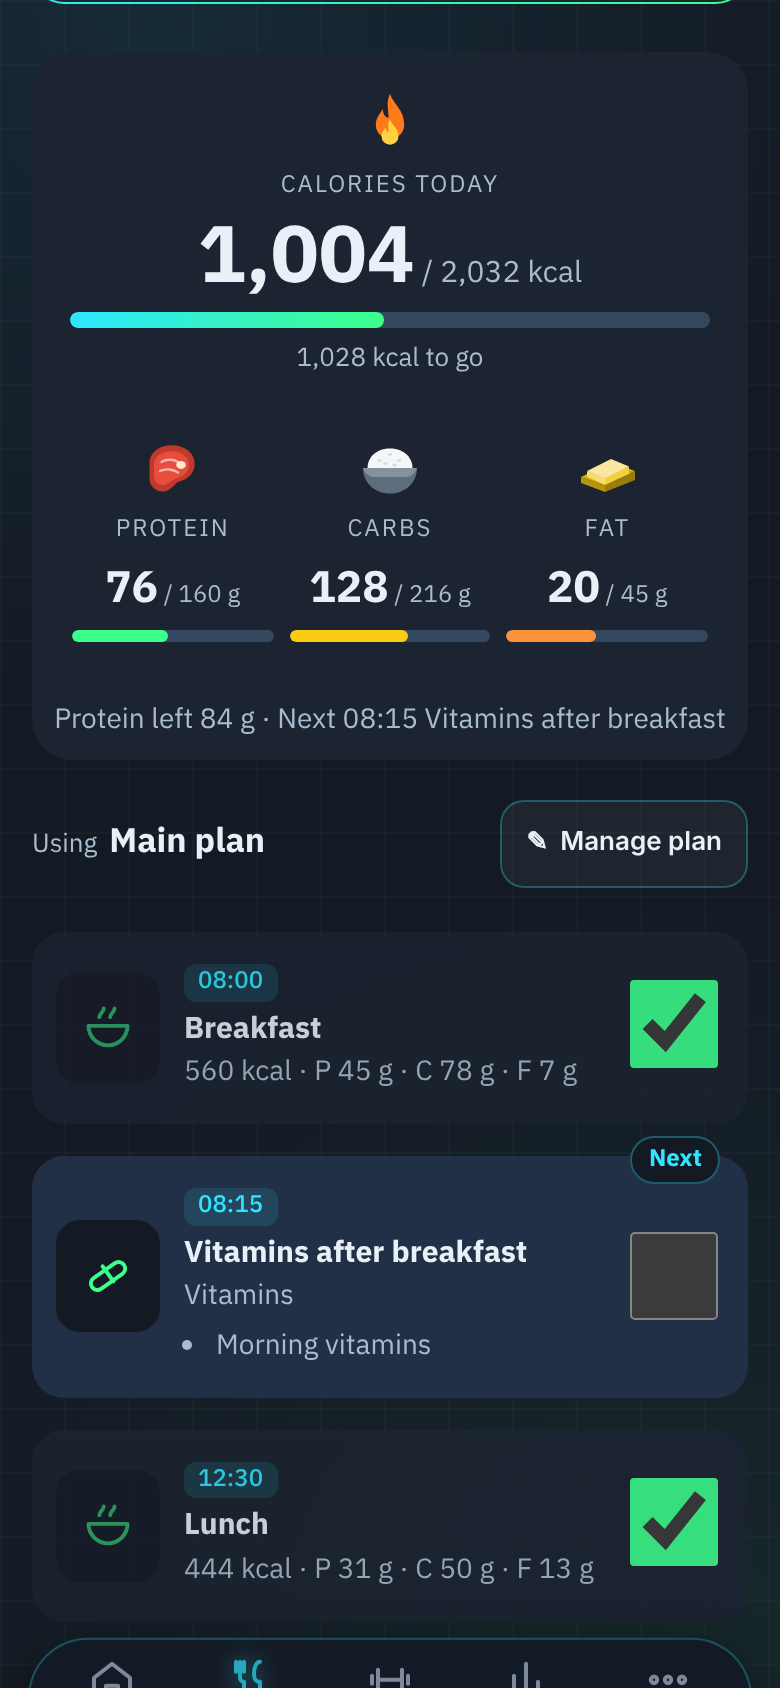 CALORIES TODAY
1,004 / 2,032 kcal
1,028 kcal to go
PROTEIN CARBS FAT
76 / 160 g 128 / 216 g 20 / 45 g
Protein left 84 g · Next 08:15 Vitamins after breakfast
Using Main plan
✎ Manage plan
08:00
Breakfast
560 kcal · P 45 g · C 78 g · F 7 g
Next
08:15
Vitamins after breakfast
Vitamins
• Morning vitamins
12:30
Lunch
444 kcal · P 31 g · C 50 g · F 13 g